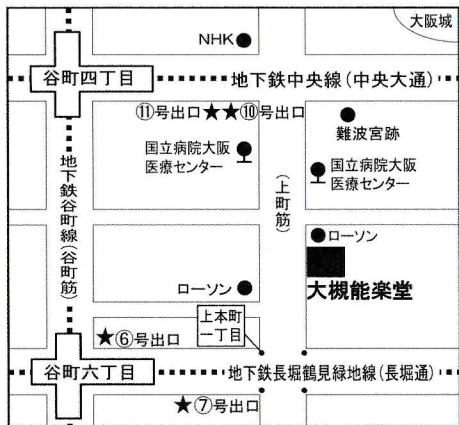 大阪城
NHK
谷町四丁目
地下鉄中央線(中央大通)
⑪号出口★★⑩号出口
難波宮跡
国立病院大阪
医療センター
国立病院大阪
医療センター
地下鉄谷町線(谷町筋)
(上町筋)
ローソン
大槻能楽堂
ローソン
上本町
一丁目
★⑥号出口
谷町六丁目
地下鉄長堀鶴見緑地線(長堀通)
★⑦号出口